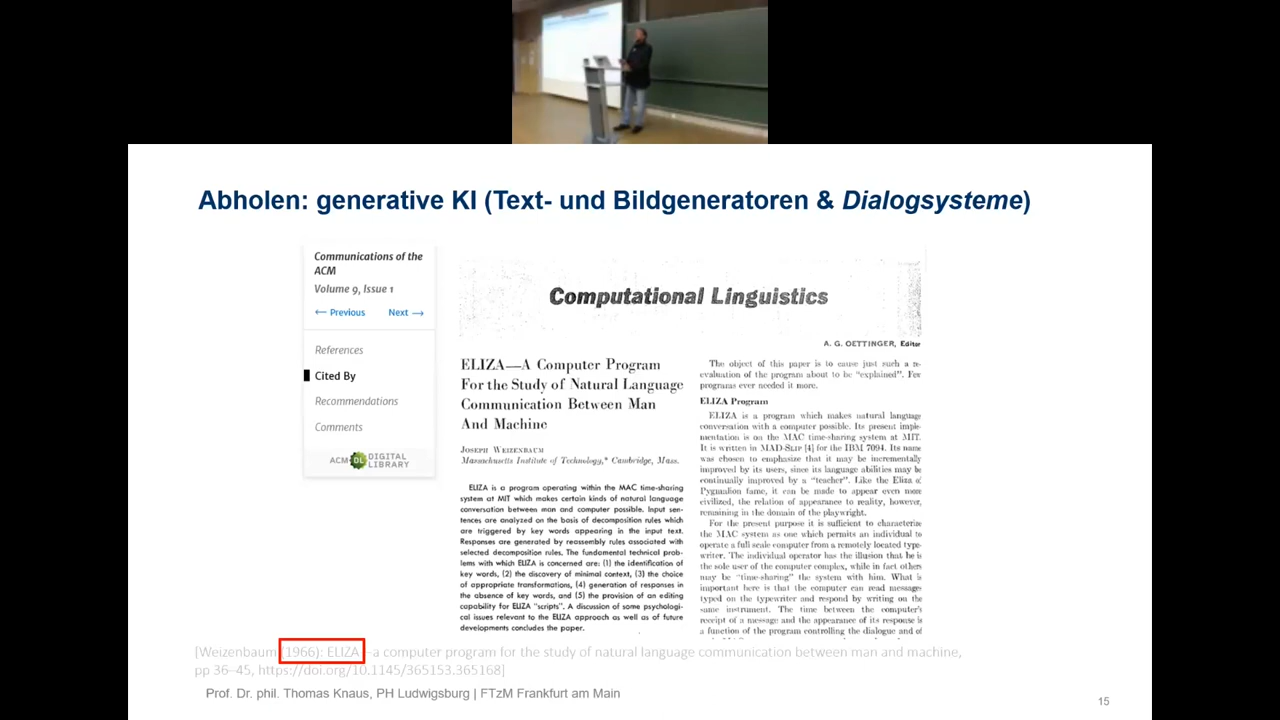 Abholen: generative KI (Text- und Bildgeneratoren & Dialogsysteme)
Communications of the
ACM
Volume 9, Issue 1
← Previous Next →
References
Cited By
Recommendations
Comments
ACM DL DIGITAL
LIBRARY
Computational Linguistics
A. G. OETTINGER, Editor
ELIZA—A Computer Program
For the Study of Natural Language
Communication Between Man
And Machine
JOSEPH WEIZENBAUM
Massachusetts Institute of Technology,* Cambridge, Mass.
ELIZA is a program operating within the MAC time-sharing
system at MIT which makes certain kinds of natural language
conversation between man and computer possible. Input sen-
tences are analyzed on the basis of decomposition rules which
are triggered by key words appearing in the input text.
Responses are generated by reassembly rules associated with
selected decomposition rules. The fundamental technical prob-
lems with which ELIZA is concerned are: (1) the identification of
key words, (2) the discovery of minimal context, (3) the choice
of appropriate transformations, (4) generation of responses in
the absence of key words, and (5) the provision of an editing
capability for ELIZA "scripts". A discussion of some psychologi-
cal issues relevant to the ELIZA approach as well as of future
developments concludes the paper.
The object of this paper is to cause just such a re-
evaluation of the program about to be "explained". Few
programs ever needed it more.
ELIZA Program
ELIZA is a program which makes natural language
conversation with a computer possible. Its present imple-
mentation is on the MAC time-sharing system at MIT.
It is written in MAD-SLIP [4] for the IBM 7094. Its name
was chosen to emphasize that it may be incrementally
improved by its users, since its language abilities may be
continually improved by a "teacher". Like the Eliza of
Pygmalion fame, it can be made to appear even more
civilized, the relation of appearance to reality, however,
remaining in the domain of the playwright.
For the present purpose it is sufficient to characterize
the MAC system as one which permits an individual to
operate a full scale computer from a remotely located type-
writer. The individual operator has the illusion that he is
the sole user of the computer complex, while in fact others
may be "time-sharing" the system with him. What is
important here is that the computer can read messages
typed on the typewriter and respond by writing on the
same instrument. The time between the computer's
receipt of a message and the appearance of its response is
a function of the program controlling the dialogue and of
[Weizenbaum (1966): ELIZA—a computer program for the study of natural language communication between man and machine,
pp 36–45, https://doi.org/10.1145/365153.365168]
Prof. Dr. phil. Thomas Knaus, PH Ludwigsburg | FTzM Frankfurt am Main
15